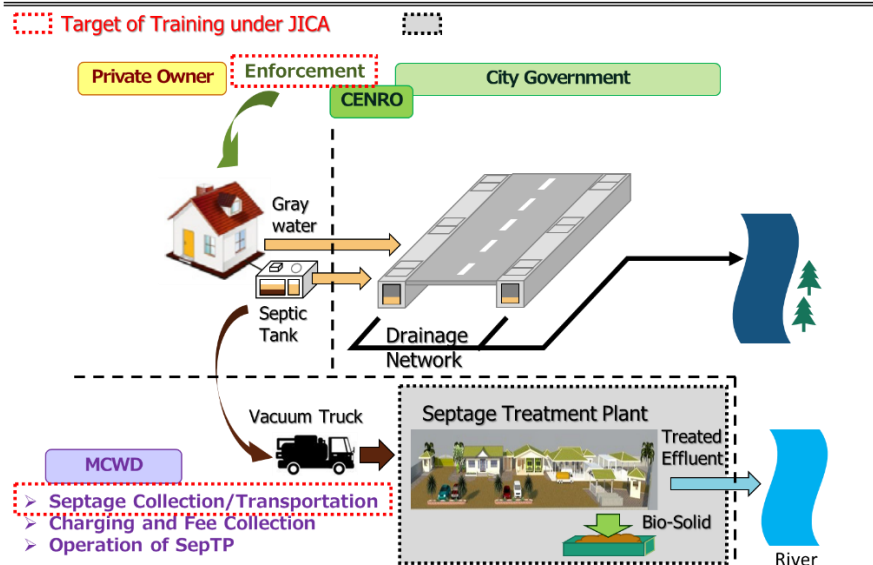 Target of Training under JICA
Private Owner
Enforcement
City Government
CENRO
Gray
water
Septic
Tank
Drainage
Network
Vacuum Truck
Septage Treatment Plant
Treated
Effluent
MCWD
➢ Septage Collection/Transportation
➢ Charging and Fee Collection
➢ Operation of SepTP
Bio-Solid
River